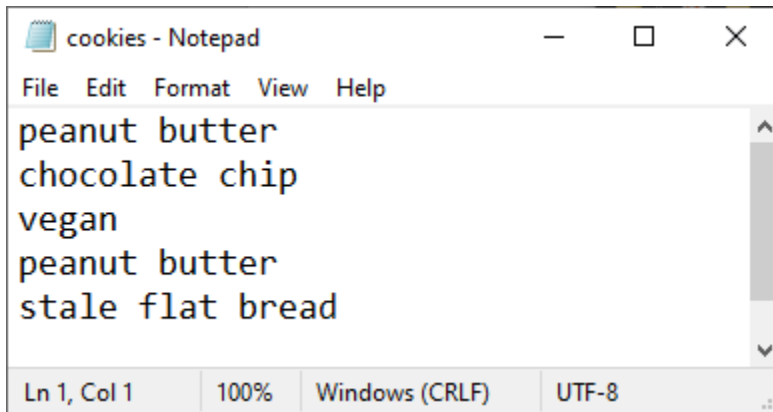 cookies - Notepad
File Edit Format View Help
peanut butter
chocolate chip
vegan
peanut butter
stale flat bread
Ln 1, Col 1 100% Windows (CRLF) UTF-8